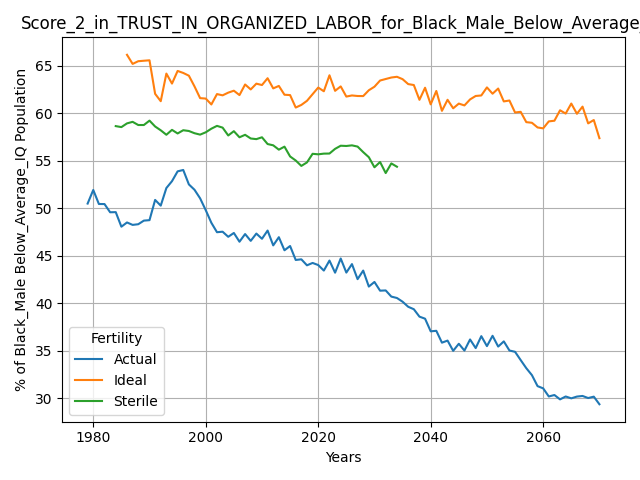 Score_2_in_TRUST_IN_ORGANIZED_LABOR_for_Black_Male_Below_Average_
% of Black_Male Below_Average_IQ Population
65
60
55
50
45
40
35
30
Fertility
Actual
Ideal
Sterile
1980
2000
2020
2040
2060
Years